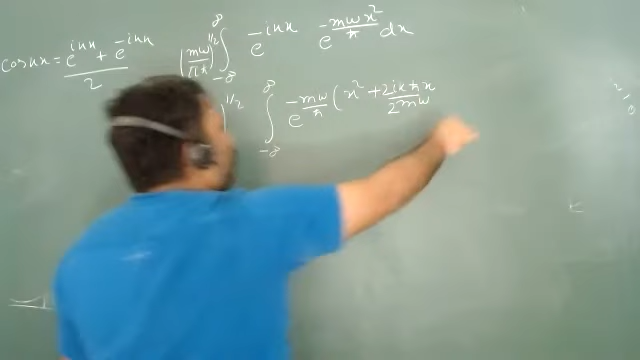 cos kx = e^{ikx} + e^{-ikx} / 2 (mω/πħ)^{1/2} ∫_{-∞}^{∞} e^{-ikx} e^{-mωx²/ħ} dx
)^{1/2} ∫_{-∞}^{∞} e^{-mω/ħ} (x² + 2ikħx/2mω